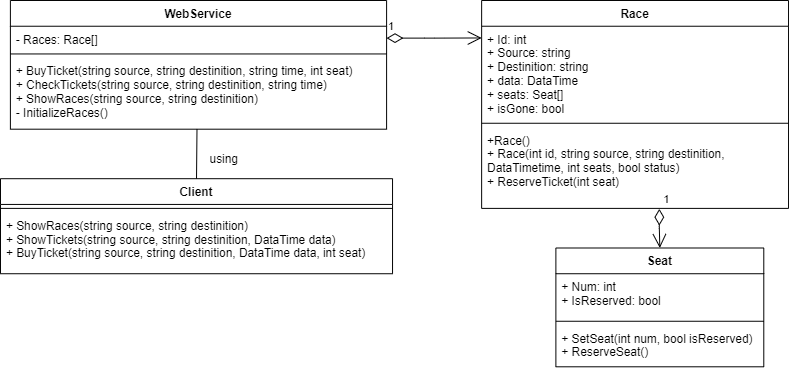 WebService
- Races: Race[]
+ BuyTicket(string source, string destinition, string time, int seat)
+ CheckTickets(string source, string destinition, string time)
+ ShowRaces(string source, string destinition)
- InitializeRaces()
1
Race
+ Id: int
+ Source: string
+ Destinition: string
+ data: DataTime
+ seats: Seat[]
+ isGone: bool
+Race()
+ Race(int id, string source, string destinition,
DataTimetime, int seats, bool status)
+ ReserveTicket(int seat)
using
Client
+ ShowRaces(string source, string destinition)
+ ShowTickets(string source, string destinition, DataTime data)
+ BuyTicket(string source, string destinition, DataTime data, int seat)
1
Seat
+ Num: int
+ IsReserved: bool
+ SetSeat(int num, bool isReserved)
+ ReserveSeat()